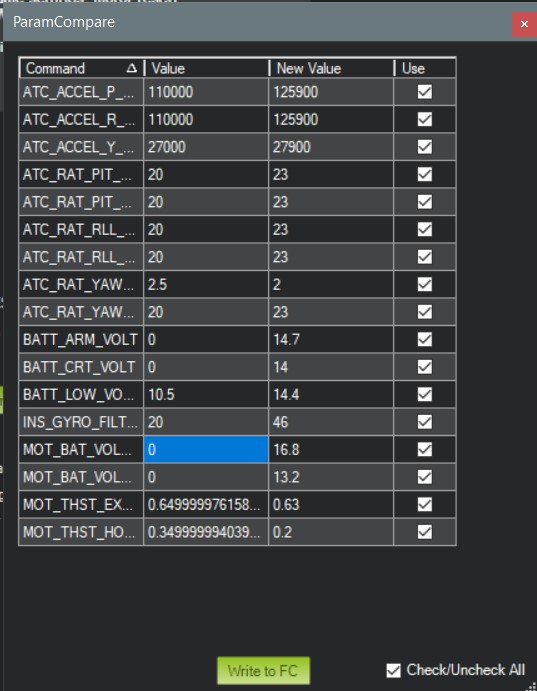 ParamCompare
Command Value New Value Use
ATC_ACCEL_P_... 110000 125900
ATC_ACCEL_R_... 110000 125900
ATC_ACCEL_Y_... 27000 27900
ATC_RAT_PIT_... 20 23
ATC_RAT_PIT_... 20 23
ATC_RAT_RLL_... 20 23
ATC_RAT_RLL_... 20 23
ATC_RAT_YAW... 2.5 2
ATC_RAT_YAW... 20 23
BATT_ARM_VOLT 0 14.7
BATT_CRT_VOLT 0 14
BATT_LOW_VO... 10.5 14.4
INS_GYRO_FILT... 20 46
MOT_BAT_VOL... 0 16.8
MOT_BAT_VOL... 0 13.2
MOT_THST_EX... 0.649999976158... 0.63
MOT_THST_HO... 0.349999994039... 0.2
Write to FC Check/Uncheck All